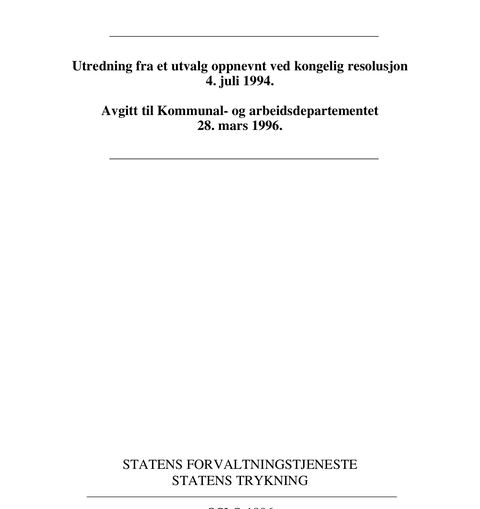 Utredning fra et utvalg oppnevnt ved kongelig resolusjon
4. juli 1994.
Avgitt til Kommunal- og arbeidsdepartementet
28. mars 1996.
STATENS FORVALTNINGSTJENESTE
STATENS TRYKNING